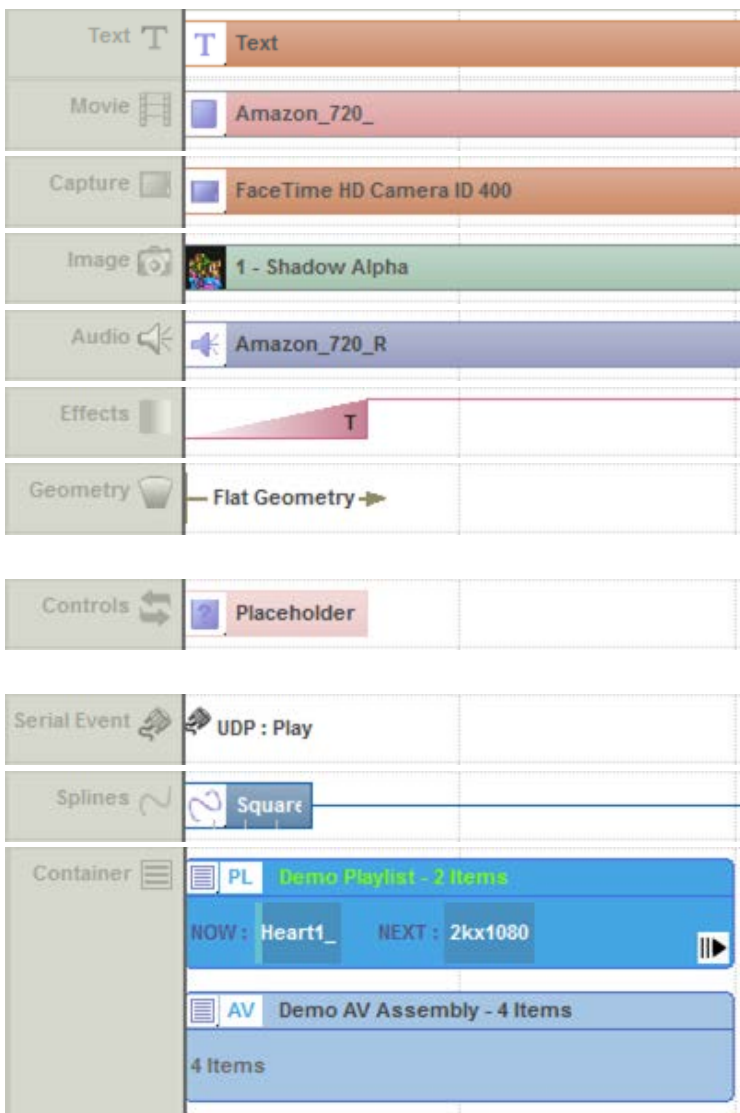 Text T Text
Movie Amazon_720_
Capture FaceTime HD Camera ID 400
Image 1 - Shadow Alpha
Audio Amazon_720_R
Effects T
Geometry Flat Geometry
Controls ? Placeholder
Serial Event UDP : Play
Splines Square
Container PL Demo Playlist - 2 Items
NOW : Heart1_ NEXT : 2kx1080
AV Demo AV Assembly - 4 Items
4 Items